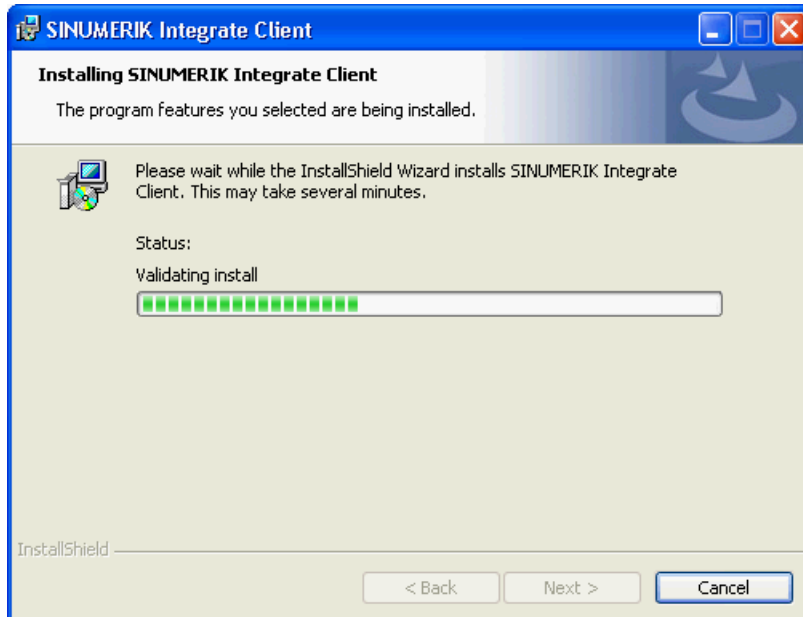 SINUMERIK Integrate Client
Installing SINUMERIK Integrate Client
The program features you selected are being installed.
Please wait while the InstallShield Wizard installs SINUMERIK Integrate
Client. This may take several minutes.
Status:
Validating install
InstallShield
< Back
Next >
Cancel